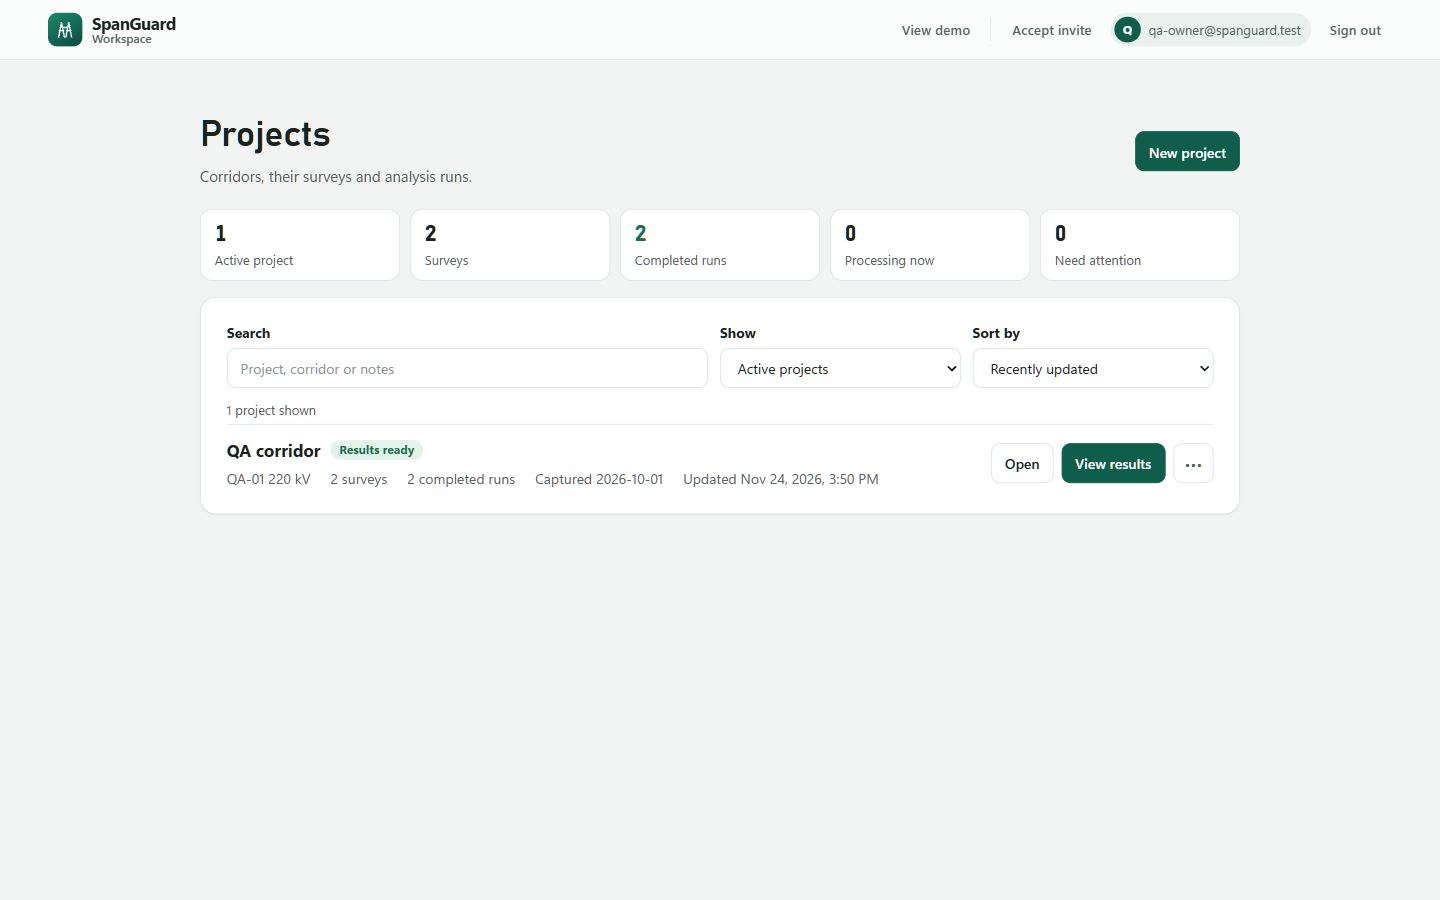 SpanGuard
Workspace
View demo
Accept invite
Q
qa-owner@spanguard.test
Sign out
Projects
Corridors, their surveys and analysis runs.
New project
1
Active project
2
Surveys
2
Completed runs
0
Processing now
0
Need attention
Search
Project, corridor or notes
Show
Active projects
Sort by
Recently updated
1 project shown
QA corridor
Results ready
QA-01 220 kV
2 surveys
2 completed runs
Captured 2026-10-01
Updated Nov 24, 2026, 3:50 PM
Open
View results
...